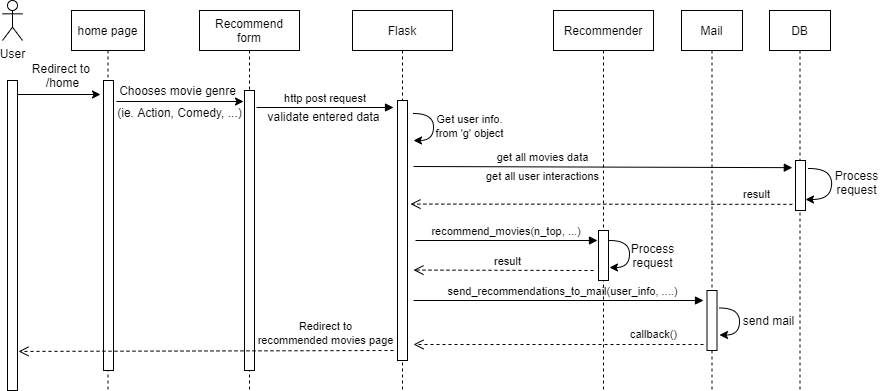 User
home page
Recommend
form
Flask
Recommender
Mail
DB
Redirect to
/home
Chooses movie genre
(ie. Action, Comedy, ...)
http post request
validate entered data
Get user info.
from 'g' object
get all movies data
get all user interactions
Process
request
result
recommend_movies(n_top, ...)
Process
request
result
send_recommendations_to_mail(user_info, ....)
send mail
callback()
Redirect to
recommended movies page